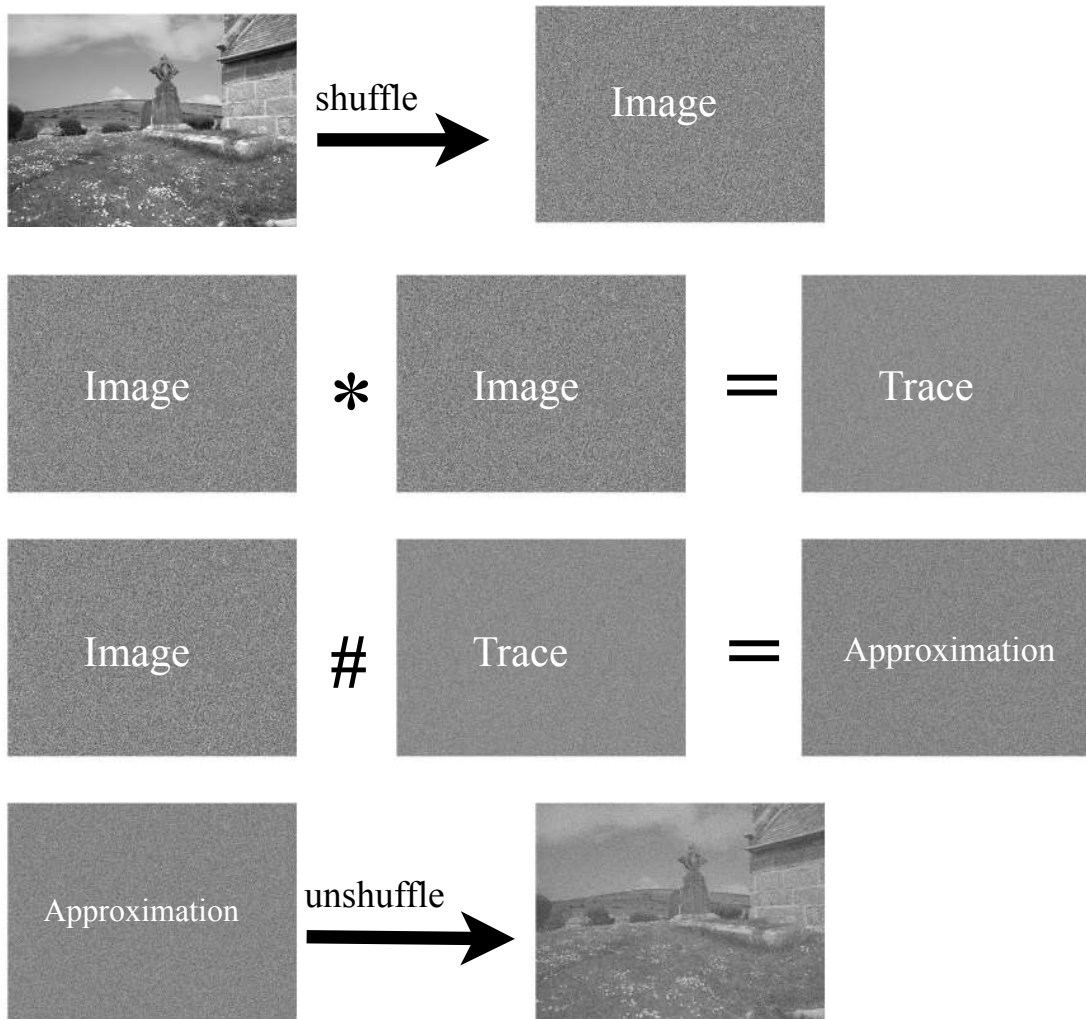 shuffle
Image
Image * Image = Trace
Image # Trace = Approximation
Approximation
unshuffle